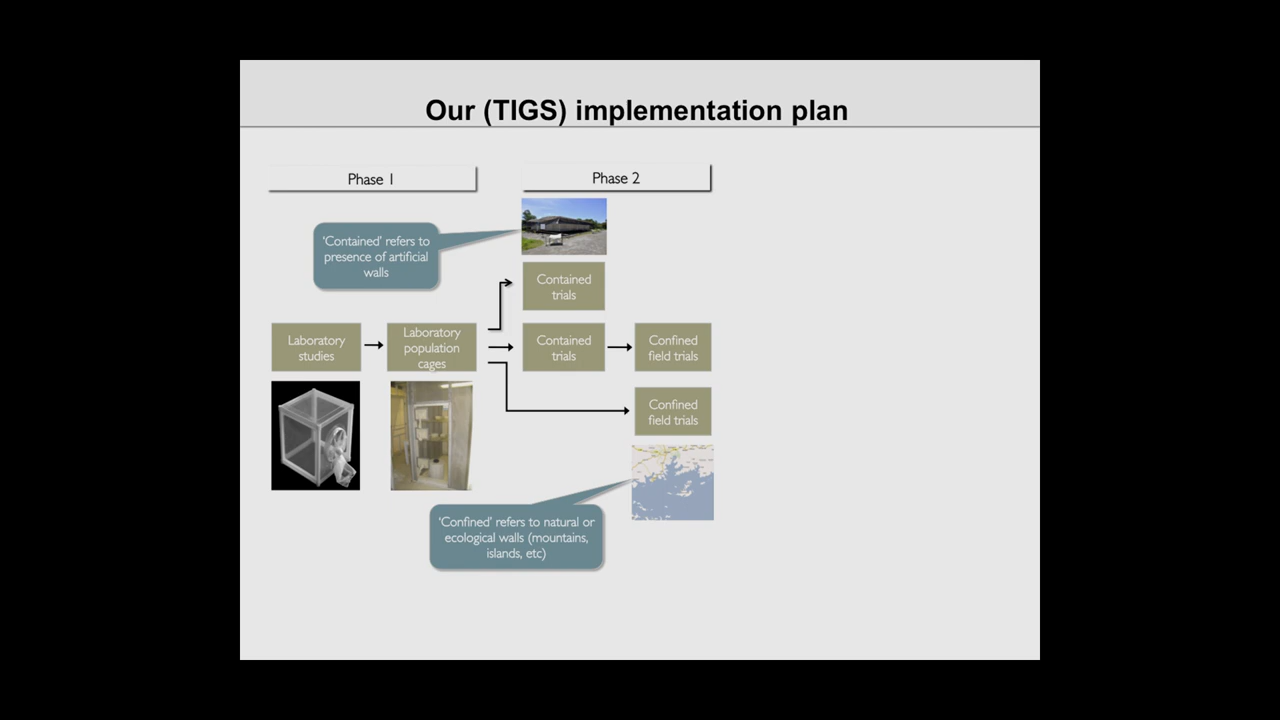 Our (TIGS) implementation plan
Phase 1
Phase 2
'Contained' refers to
presence of artificial
walls
Contained
trials
Laboratory
studies
Laboratory
population
cages
Contained
trials
Confined
field trials
Confined
field trials
'Confined' refers to natural or
ecological walls (mountains,
islands, etc)